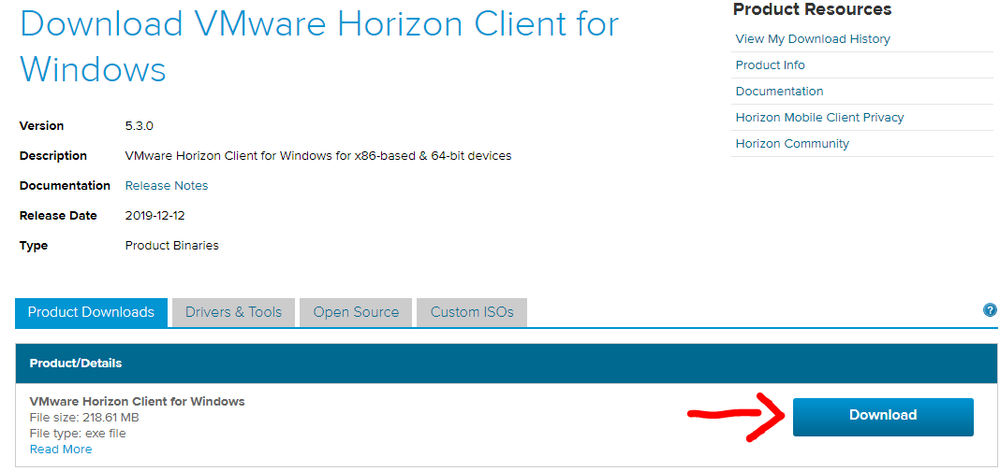 Download VMware Horizon Client for
Windows
Version 5.3.0
Description VMware Horizon Client for Windows for x86-based & 64-bit devices
Documentation Release Notes
Release Date 2019-12-12
Type Product Binaries
Product Resources
View My Download History
Product Info
Documentation
Horizon Mobile Client Privacy
Horizon Community
Product Downloads Drivers & Tools Open Source Custom ISOs ?
Product/Details
VMware Horizon Client for Windows
File size: 218.61 MB
File type: exe file
Read More
Download